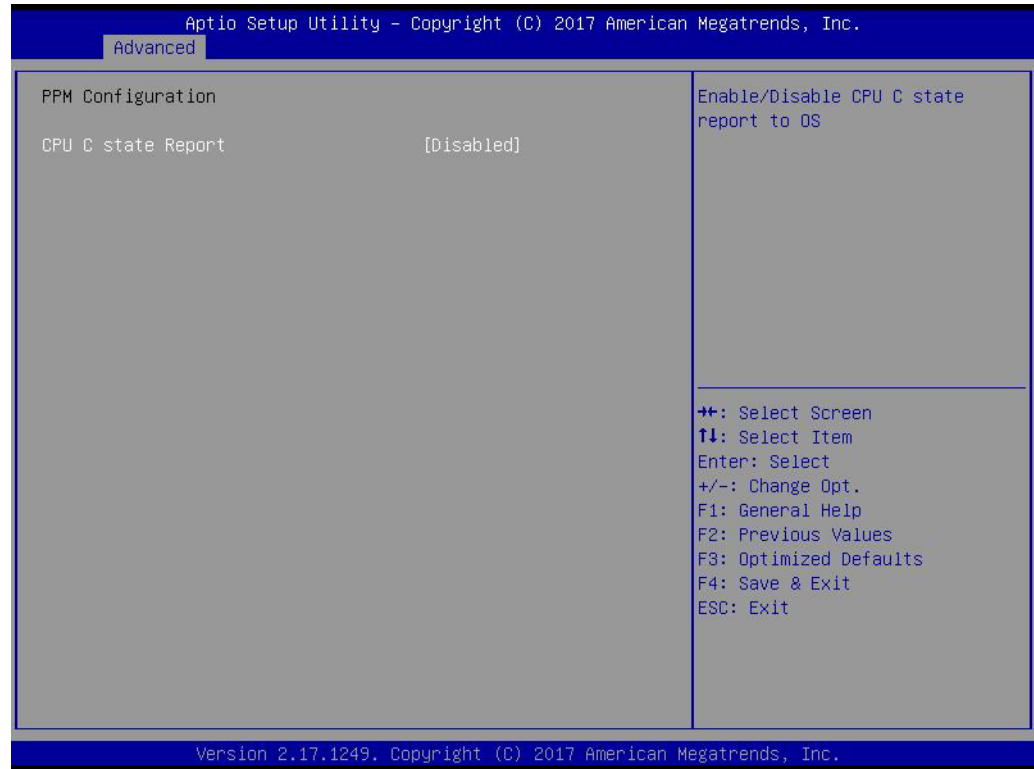 Aptio Setup Utility – Copyright (C) 2017 American Megatrends, Inc.
Advanced
PPM Configuration
CPU C state Report [Disabled]
Enable/Disable CPU C state
report to OS
→←: Select Screen
↑↓: Select Item
Enter: Select
+/-: Change Opt.
F1: General Help
F2: Previous Values
F3: Optimized Defaults
F4: Save & Exit
ESC: Exit
Version 2.17.1249. Copyright (C) 2017 American Megatrends, Inc.